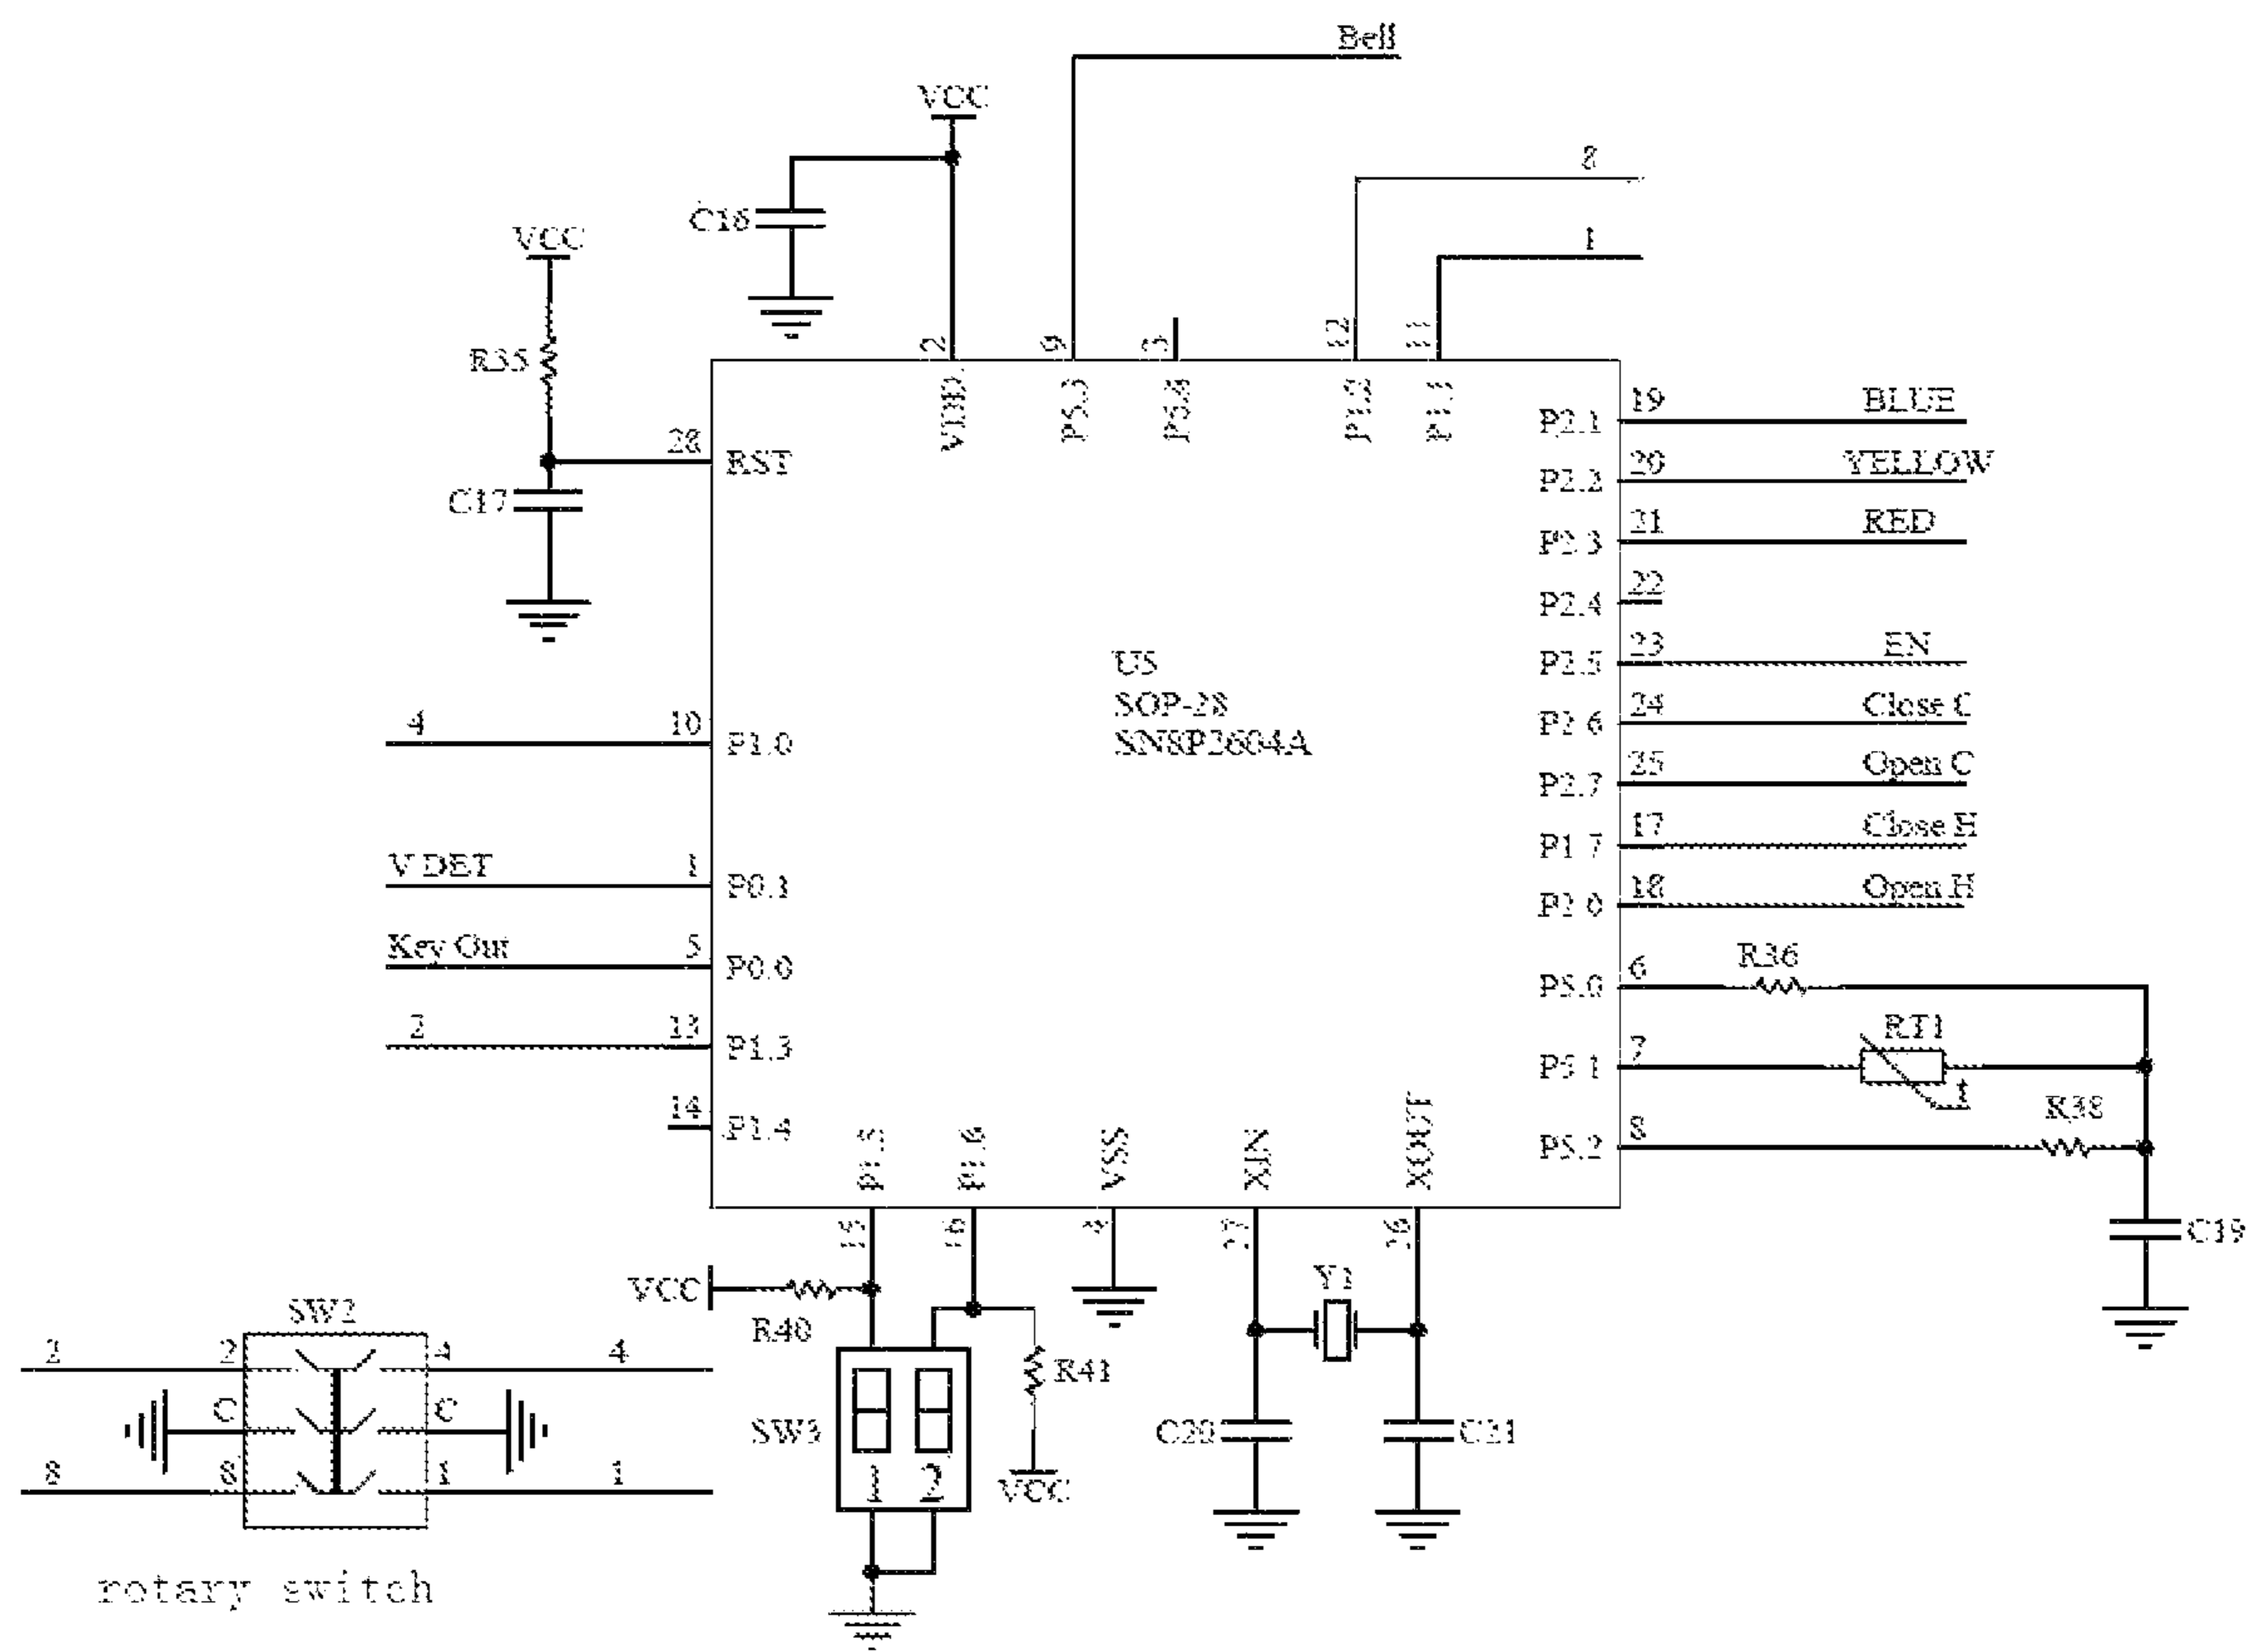 Bell
VCC
8
C16
VCC
1
R35
2
9
3
12
11
VDD
P5.3
P5.4
P1.2
P1.1
19
BLUE
P2.1
28
RST
20
YELLOW
P2.2
C17
21
RED
P2.3
22
P2.4
U5
SOP-28
SN8P2604A
23
EN
P2.5
24
Close C
P2.6
4
10
P1.0
25
Open C
P2.7
17
Close H
P1.7
V DET
1
P0.1
18
Open H
P2.0
Key Out
5
P0.0
6
R36
P5.0
2
13
P1.3
7
RT1
P5.1
t
14
P1.4
8
R38
P5.2
P1.5
P1.6
VSS
XIN
XOUT
15
16
4
27
26
C19
VCC
R40
Y1
SW2
2
2
4
4
C
C
8
8
1
1
R41
SW3
1
2
VCC
C20
C21
rotary switch